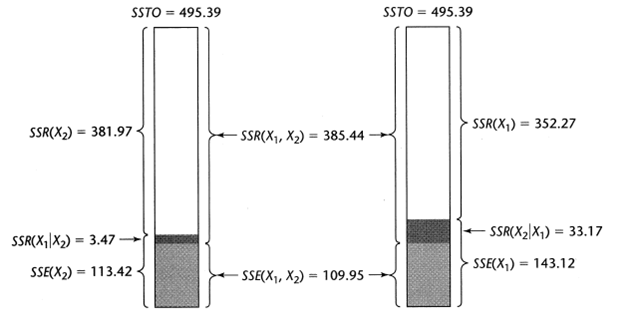 SSTO = 495.39
SSTO = 495.39
SSR(X₂) = 381.97
SSR(X₁, X₂) = 385.44
SSR(X₁) = 352.27
SSR(X₁|X₂) = 3.47
SSR(X₂|X₁) = 33.17
SSE(X₂) = 113.42
SSE(X₁, X₂) = 109.95
SSE(X₁) = 143.12